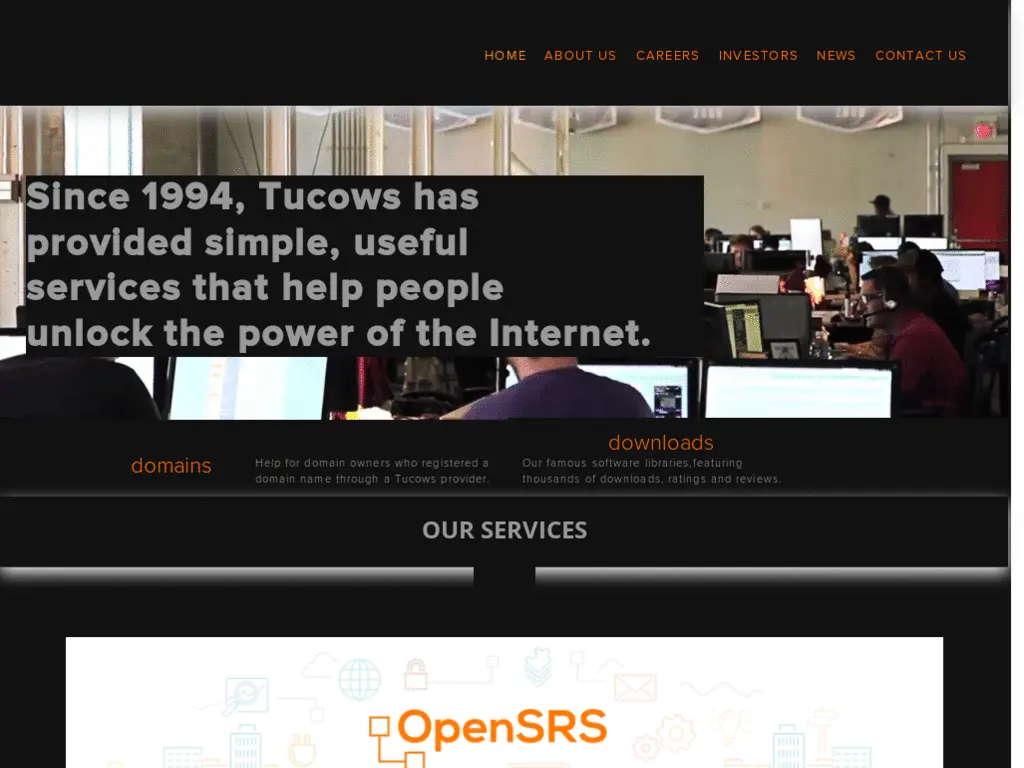 HOME ABOUT US CAREERS INVESTORS NEWS CONTACT US
Since 1994, Tucows has
provided simple, useful
services that help people
unlock the power of the Internet.
domains
Help for domain owners who registered a
domain name through a Tucows provider.
downloads
Our famous software libraries,featuring
thousands of downloads, ratings and reviews.
OUR SERVICES
OpenSRS